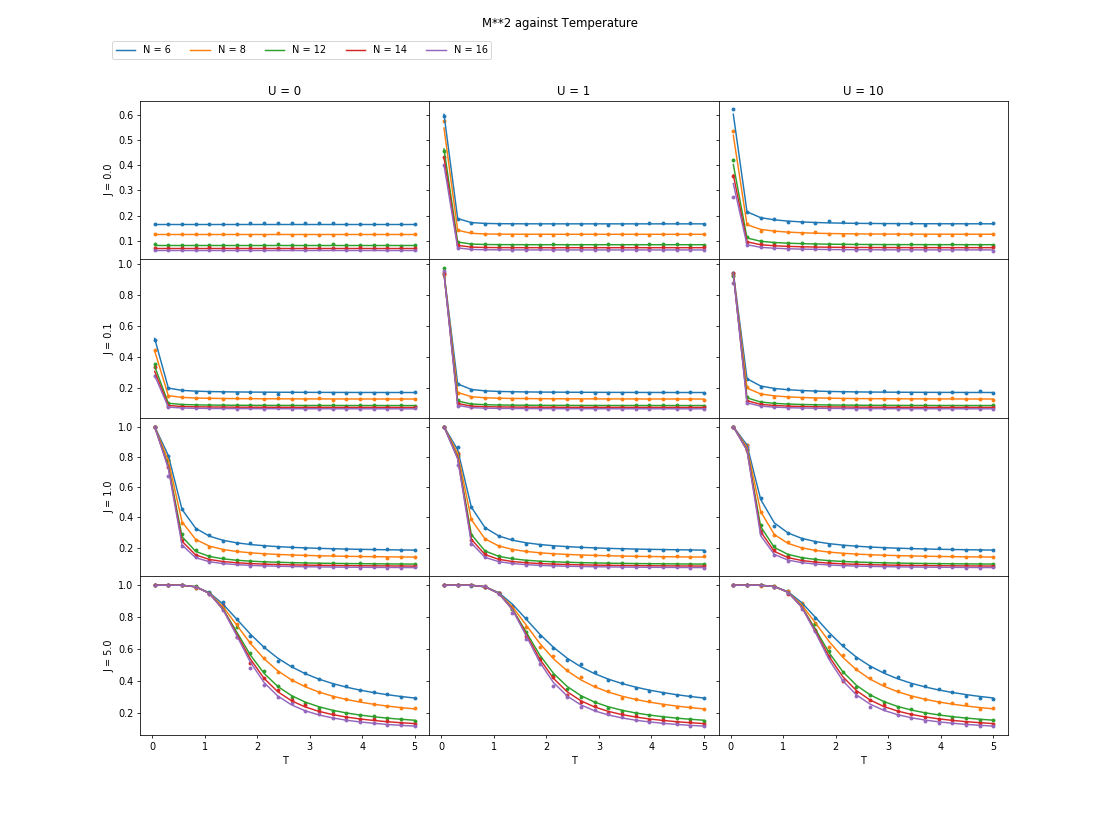 M**2 against Temperature
N = 6 N = 8 N = 12 N = 14 N = 16
U = 0 U = 1 U = 10
0.6
0.5
0.4
0.3
0.2
0.1
J = 0.0
1.0
0.8
0.6
0.4
0.2
J = 0.1
1.0
0.8
0.6
0.4
0.2
J = 1.0
1.0
0.8
0.6
0.4
0.2
J = 5.0
0 1 2 3 4 5 0 1 2 3 4 5 0 1 2 3 4 5
T T T